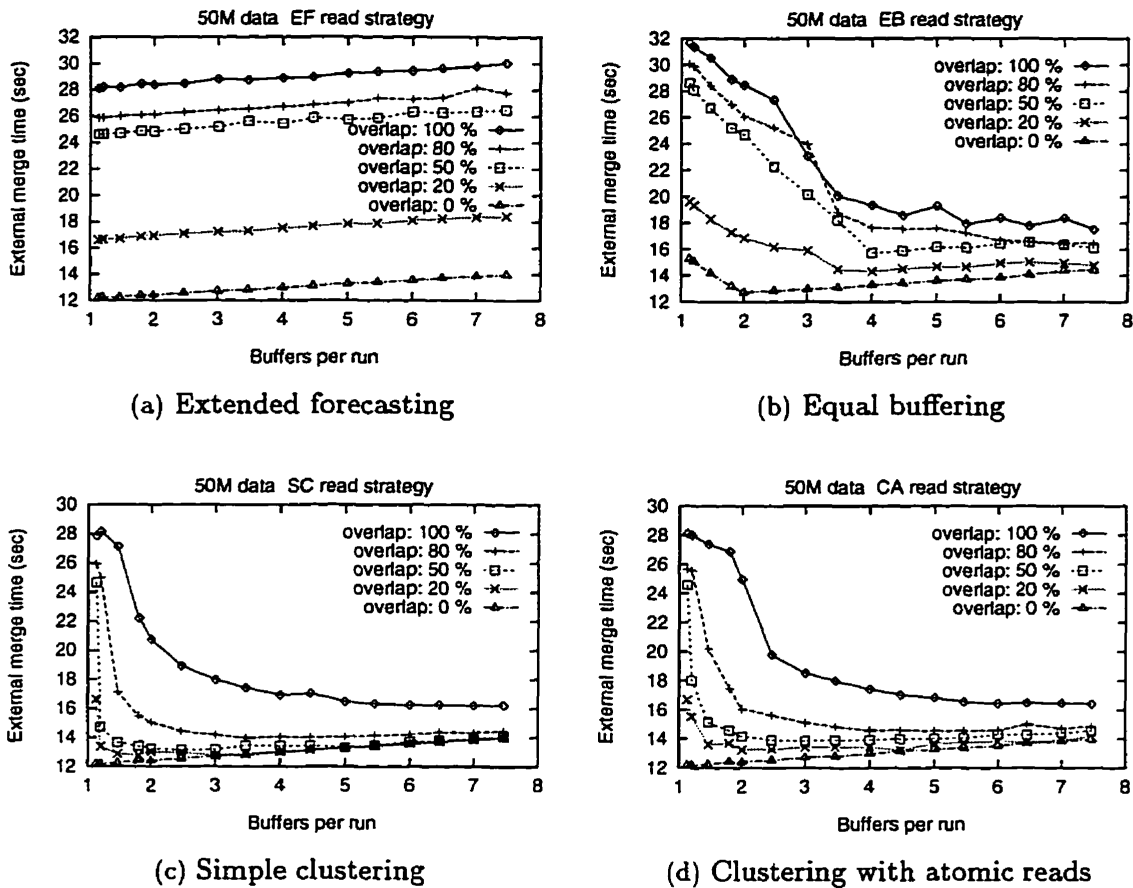 50M data EF read strategy
External merge time (sec)
32
30
28
26
24
22
20
18
16
14
12
overlap: 100 %
overlap: 80 %
overlap: 50 %
overlap: 20 %
overlap: 0 %
1 2 3 4 5 6 7 8
Buffers per run
(a) Extended forecasting
50M data EB read strategy
External merge time (sec)
32
30
28
26
24
22
20
18
16
14
12
overlap: 100 %
overlap: 80 %
overlap: 50 %
overlap: 20 %
overlap: 0 %
1 2 3 4 5 6 7 8
Buffers per run
(b) Equal buffering
50M data SC read strategy
External merge time (sec)
30
28
26
24
22
20
18
16
14
12
overlap: 100 %
overlap: 80 %
overlap: 50 %
overlap: 20 %
overlap: 0 %
1 2 3 4 5 6 7 8
Buffers per run
(c) Simple clustering
50M data CA read strategy
External merge time (sec)
30
28
26
24
22
20
18
16
14
12
overlap: 100 %
overlap: 80 %
overlap: 50 %
overlap: 20 %
overlap: 0 %
1 2 3 4 5 6 7 8
Buffers per run
(d) Clustering with atomic reads